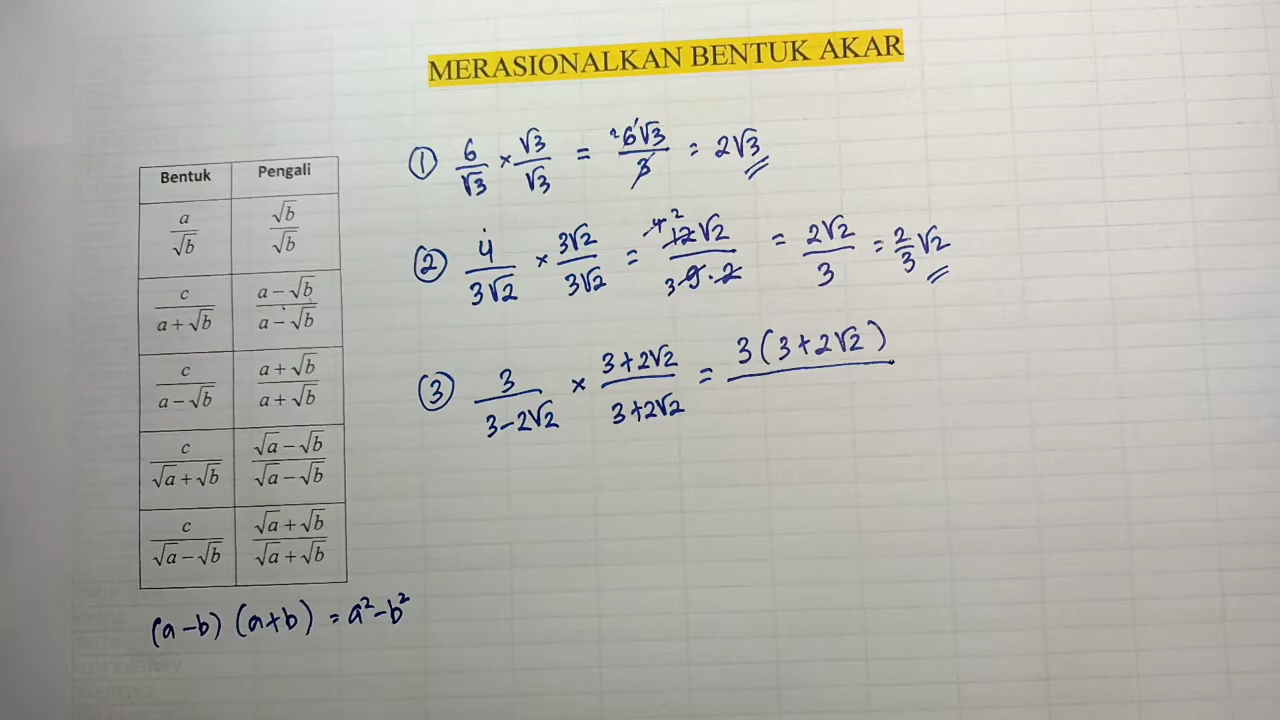 MERASIONALKAN BENTUK AKAR
Bentuk Pengali
a/√b √b/√b
c/(a + √b) (a − √b)/(a − √b)
c/(a − √b) (a + √b)/(a + √b)
c/(√a + √b) (√a − √b)/(√a − √b)
c/(√a − √b) (√a + √b)/(√a + √b)
(a-b) (a+b) = a²-b²
① 6/√3 × √3/√3 = 6√3/3 = 2√3
② 4/3√2 × 3√2/3√2 = 12√2/9·2 = 2√2/3 = 2/3 √2
③ 3/(3-2√2) × (3+2√2)/(3+2√2) = 3(3+2√2)